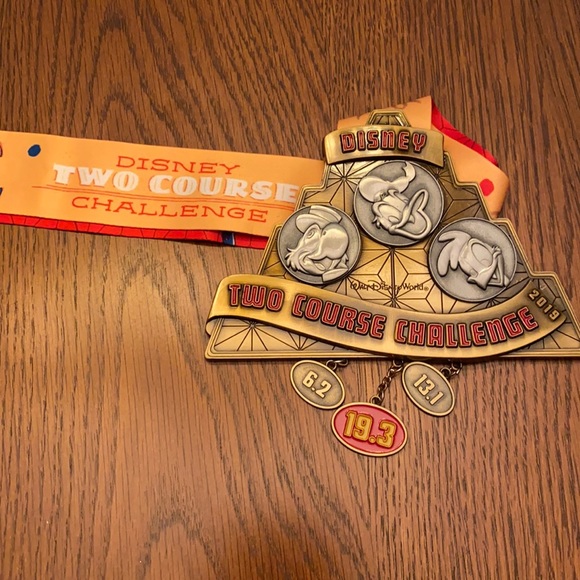 DISNEY
TWO COURSE
CHALLENGE
DISNEY
Walt Disney World®
TWO COURSE CHALLENGE 2019
6.2
19.3
13.1